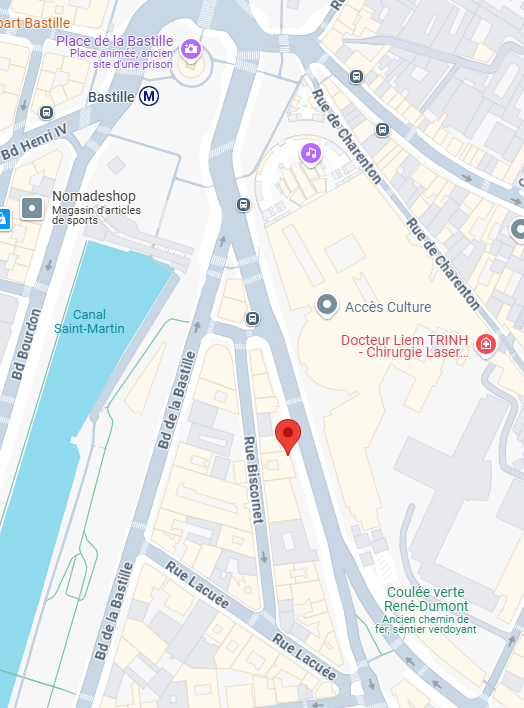 part Bastille
Place de la Bastille
Place animée, ancien
site d'une prison
Bastille M
Bd Henri IV
Rue de Charenton
Nomadeshop
Magasin d'articles
de sports
Rue de Charenton
Canal
Saint-Martin
Accès Culture
Bd Bourdon
Docteur Liem TRINH
- Chirurgie Laser...
Bd de la Bastille
Rue Biscornet
Rue Lacuée
Bd de la Bastille
Coulée verte
René-Dumont
Ancien chemin de
fer, sentier verdoyant
Rue Lacuée